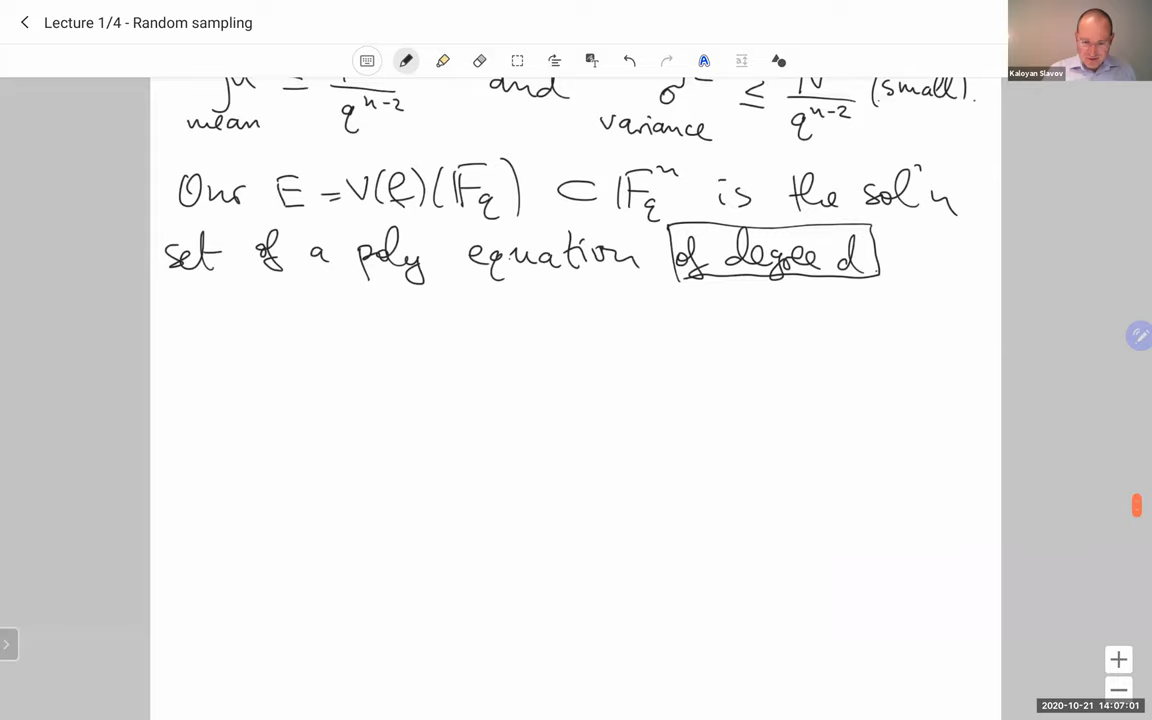 Lecture 1/4 - Random sampling
Kaloyan Slavov
μ = / q^{n-2} and σ² ≤ N / q^{n-2} (small).
mean variance
Our E = V(f)(𝔽_q) ⊂ 𝔽_q^n is the sol'n
set of a poly equation of degree d.
2020-10-21 14:07:01